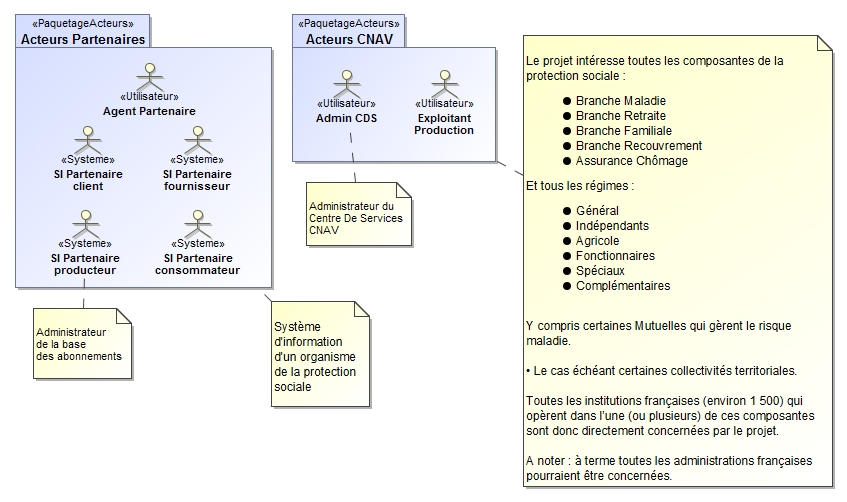 «PaquetageActeurs»
Acteurs Partenaires
«Utilisateur»
Agent Partenaire
«Systeme»
SI Partenaire
client
«Systeme»
SI Partenaire
fournisseur
«Systeme»
SI Partenaire
producteur
«Systeme»
SI Partenaire
consommateur
Administrateur
de la base
des abonnements
Système
d'information
d'un organisme
de la protection
sociale
«PaquetageActeurs»
Acteurs CNAV
«Utilisateur»
Admin CDS
«Utilisateur»
Exploitant
Production
Administrateur du
Centre De Services
CNAV
Le projet intéresse toutes les composantes de la
protection sociale :
● Branche Maladie
● Branche Retraite
● Branche Familiale
● Branche Recouvrement
● Assurance Chômage
Et tous les régimes :
● Général
● Indépendants
● Agricole
● Fonctionnaires
● Spéciaux
● Complémentaires
Y compris certaines Mutuelles qui gèrent le risque
maladie.
• Le cas échéant certaines collectivités territoriales.
Toutes les institutions françaises (environ 1 500) qui
opèrent dans l'une (ou plusieurs) de ces composantes
sont donc directement concernées par le projet.
A noter : à terme toutes les administrations françaises
pourraient être concernées.